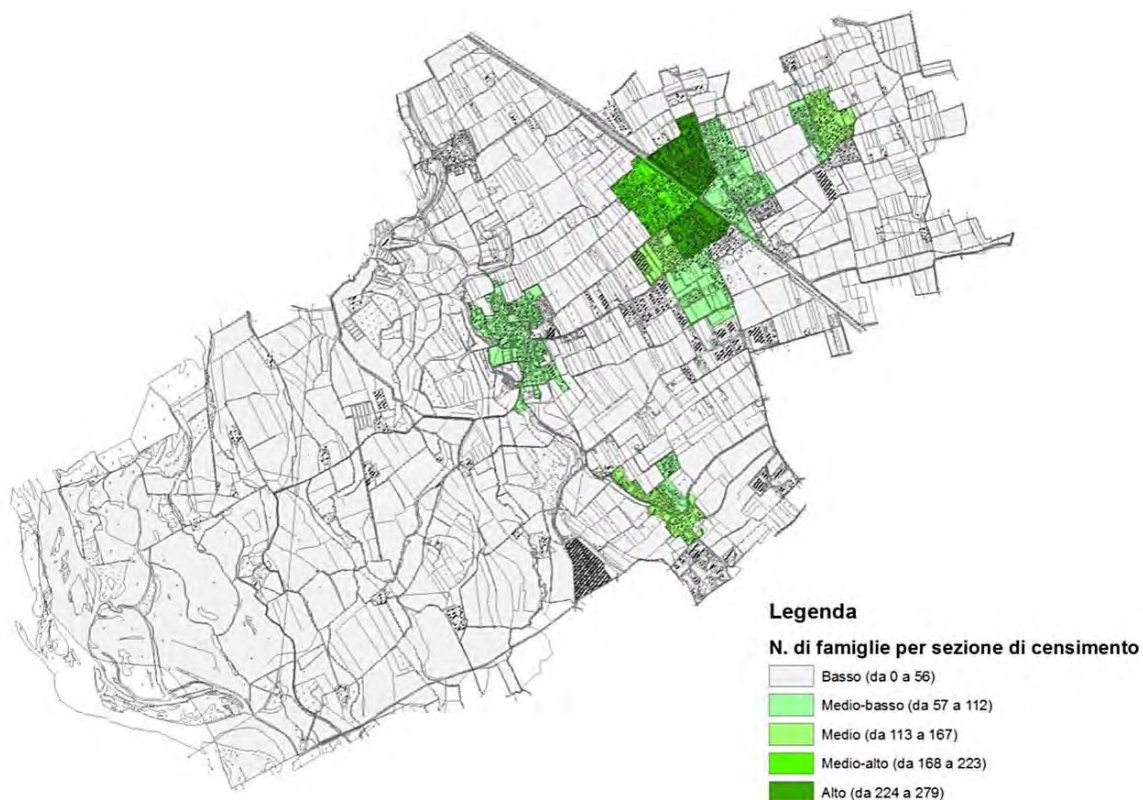 Legenda
N. di famiglie per sezione di censimento
Basso (da 0 a 56)
Medio-basso (da 57 a 112)
Medio (da 113 a 167)
Medio-alto (da 168 a 223)
Alto (da 224 a 279)